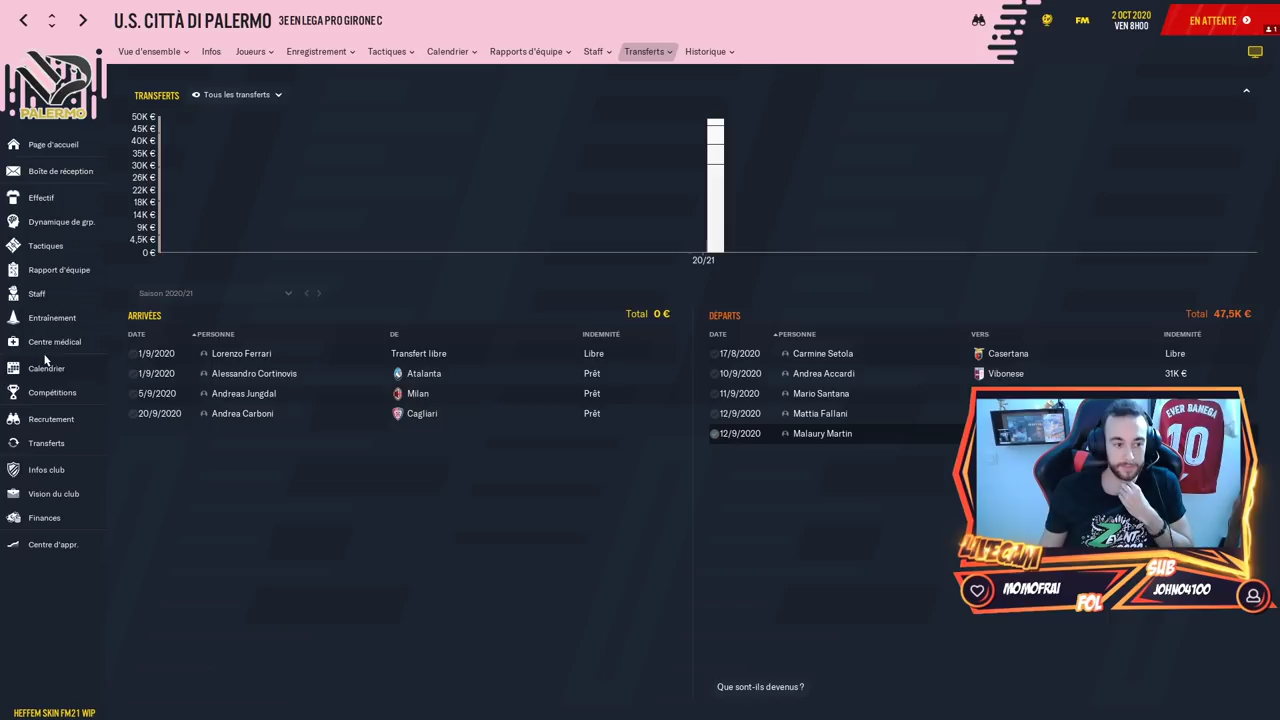 U.S. CITTÀ DI PALERMO 3E EN LEGA PRO GIRONE C
FM
2 OCT 2020
VEN 8H00
EN ATTENTE
1
Vue d'ensemble Infos Joueurs Enregistrement Tactiques Calendrier Rapports d'équipe Staff Transferts Historique
PALERMO
Page d'accueil
Boîte de réception
Effectif
Dynamique de grp.
Tactiques
Rapport d'équipe
Staff
Entraînement
Centre médical
Calendrier
Compétitions
Recrutement
Transferts
Infos club
Vision du club
Finances
Centre d'appr.
HEFFEM SKIN FM21 WIP
TRANSFERTS Tous les transferts
50K €
45K €
40K €
35K €
30K €
26K €
22K €
18K €
14K €
9K €
4,5K €
0 €
20/21
Saison 2020/21
ARRIVÉES Total 0 €
DATE PERSONNE DE INDEMNITÉ
1/9/2020 Lorenzo Ferrari Transfert libre Libre
1/9/2020 Alessandro Cortinovis Atalanta Prêt
5/9/2020 Andreas Jungdal Milan Prêt
20/9/2020 Andrea Carboni Cagliari Prêt
DÉPARTS Total 47,5K €
DATE PERSONNE VERS INDEMNITÉ
17/8/2020 Carmine Setola Casertana Libre
10/9/2020 Andrea Accardi Vibonese 31K €
11/9/2020 Mario Santana
12/9/2020 Mattia Fallani
12/9/2020 Malaury Martin
Que sont-ils devenus ?
EVER BANEGA
10
LIVECAM
MOMOFRAI
FOL
SUB
JOHN04100